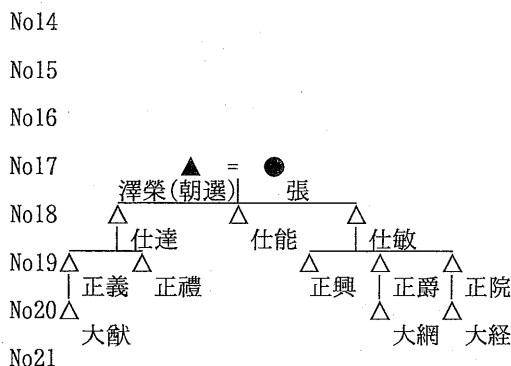 No14
No15
No16
No17 ▲ = ●
澤榮(朝選) 張
No18 △ △ △
仕達 仕能 仕敏
No19 △ △ △ △ △
正義 正禮 正興 正爵 正院
No20 △ △ △
大猷 大網 大経
No21